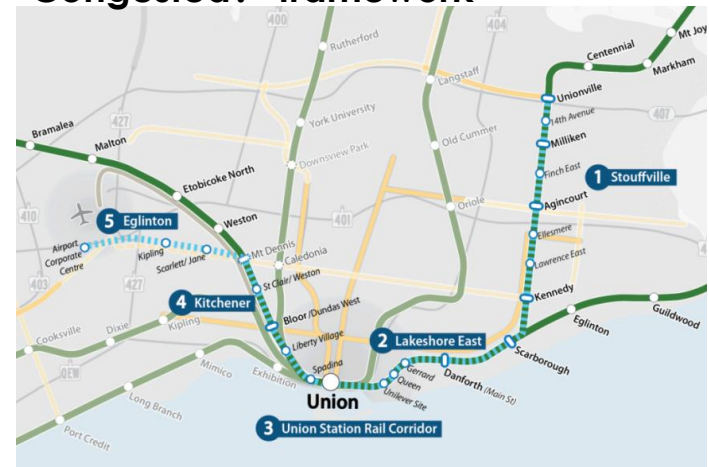 Congested? framework
400
Rutherford
Langstaff
Mt Joy
Centennial
Markham
Unionville
407
14th Avenue
Milliken
Finch East
1 Stouffville
Agincourt
Ellesmere
Lawrence East
Kennedy
Guildwood
Eglinton
Scarborough
York University
Old Cummer
Downsview Park
Oriole
401
427
Bramalea
Malton
Etobicoke North
Weston
410
5 Eglinton
Airport
Corporate
Centre
Kipling
Scarlett/ Jane
Mt Dennis
Caledonia
403
427
St Clair/ Weston
4 Kitchener
Bloor /Dundas West
Liberty Village
2 Lakeshore East
Cooksville
Dixie
Kipling
QEW
Mimico
Exhibition
Spadina
Gerrard
Queen
Unilever Site
Danforth (Main St)
Long Branch
Port Credit
Union
3 Union Station Rail Corridor